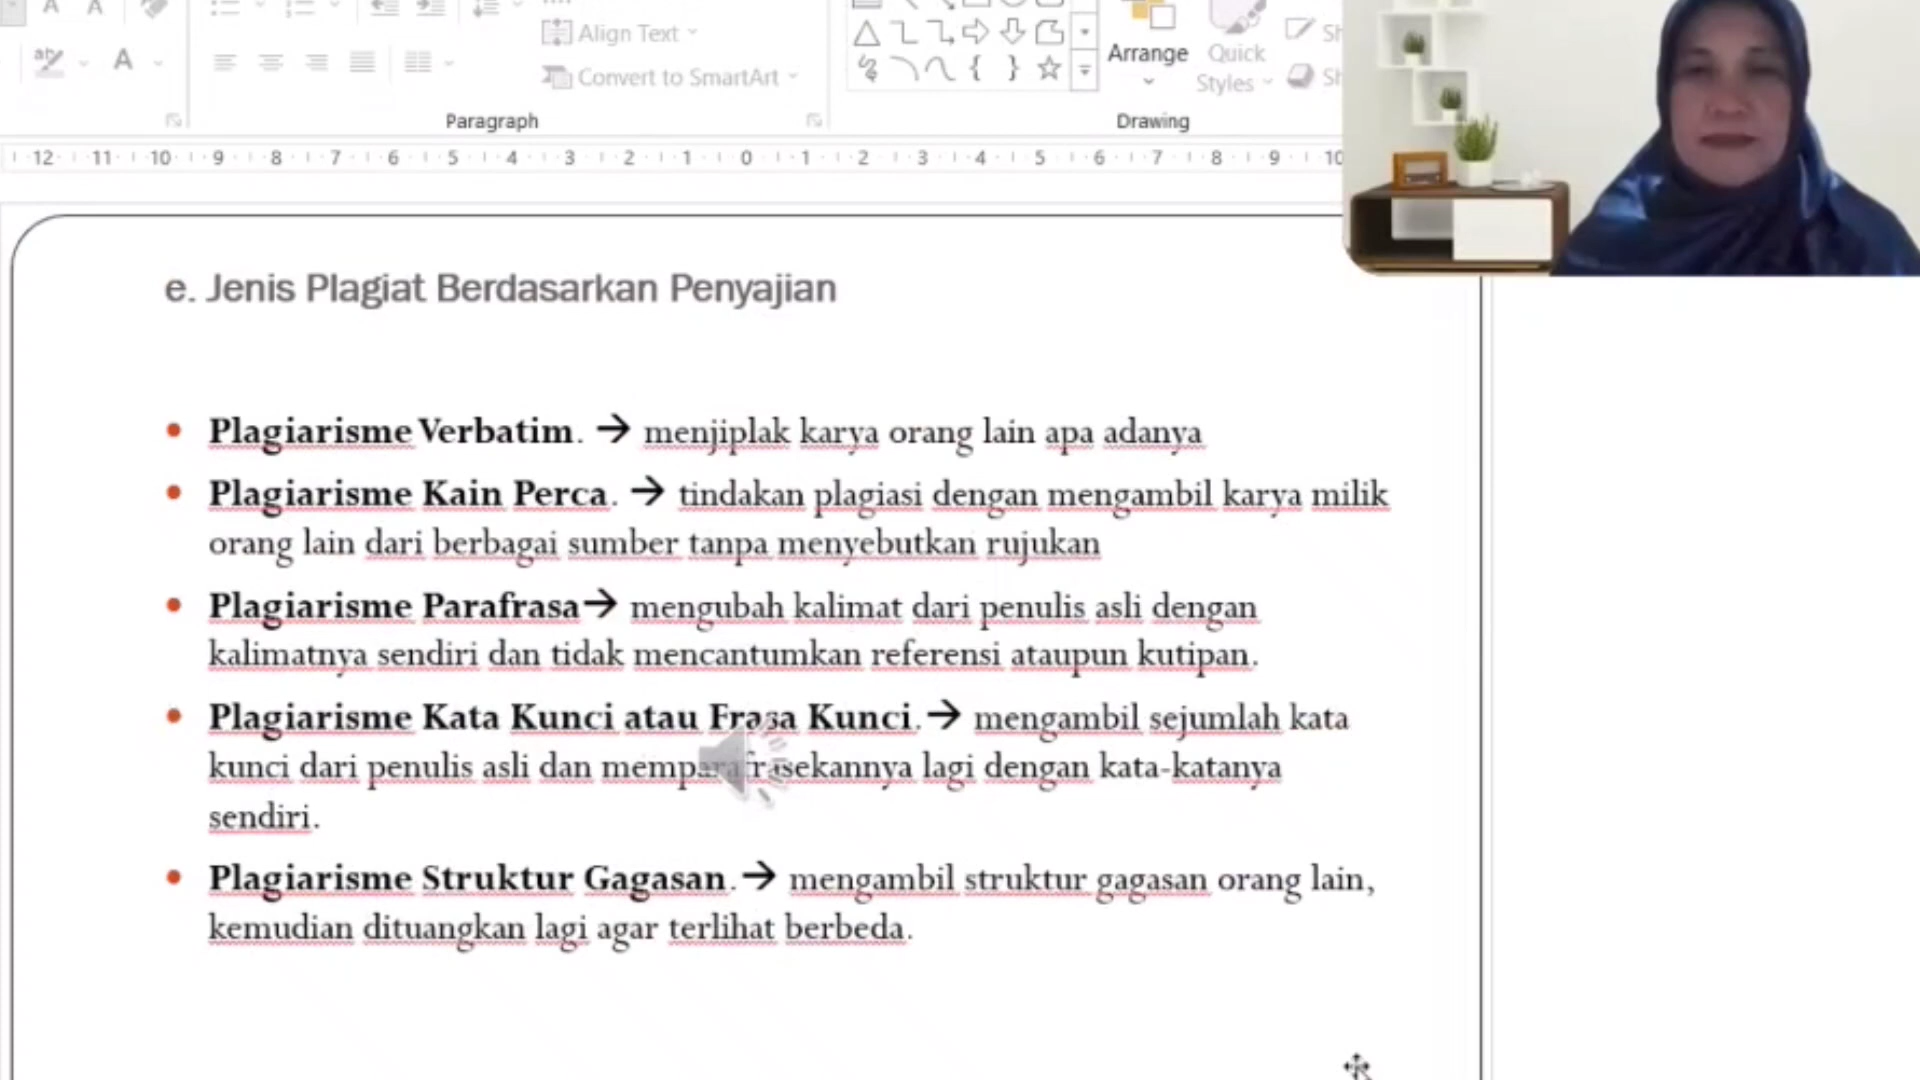 Align Text
Convert to SmartArt
Arrange
Quick
Styles
Sh
Sh
Paragraph
Drawing
12 11 10 9 8 7 6 5 4 3 2 1 0 1 2 3 4 5 6 7 8 9 10
e. Jenis Plagiat Berdasarkan Penyajian
• Plagiarisme Verbatim. → menjiplak karya orang lain apa adanya
• Plagiarisme Kain Perca. → tindakan plagiasi dengan mengambil karya milik
orang lain dari berbagai sumber tanpa menyebutkan rujukan
• Plagiarisme Parafrasa→ mengubah kalimat dari penulis asli dengan
kalimatnya sendiri dan tidak mencantumkan referensi ataupun kutipan.
• Plagiarisme Kata Kunci atau Frasa Kunci.→ mengambil sejumlah kata
kunci dari penulis asli dan memparafrasekannya lagi dengan kata-katanya
sendiri.
• Plagiarisme Struktur Gagasan.→ mengambil struktur gagasan orang lain,
kemudian dituangkan lagi agar terlihat berbeda.